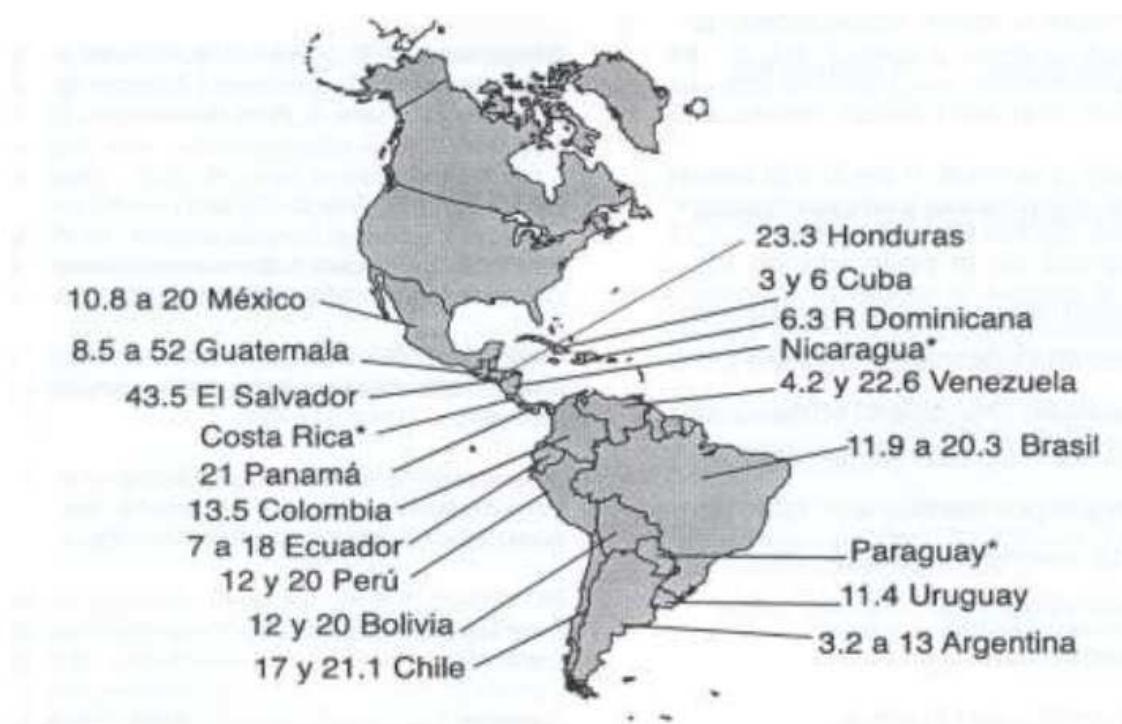 23.3 Honduras
3 y 6 Cuba
10.8 a 20 México
6.3 R Dominicana
8.5 a 52 Guatemala
Nicaragua*
43.5 El Salvador
4.2 y 22.6 Venezuela
Costa Rica*
11.9 a 20.3 Brasil
21 Panamá
13.5 Colombia
7 a 18 Ecuador
Paraguay*
12 y 20 Perú
11.4 Uruguay
12 y 20 Bolivia
3.2 a 13 Argentina
17 y 21.1 Chile